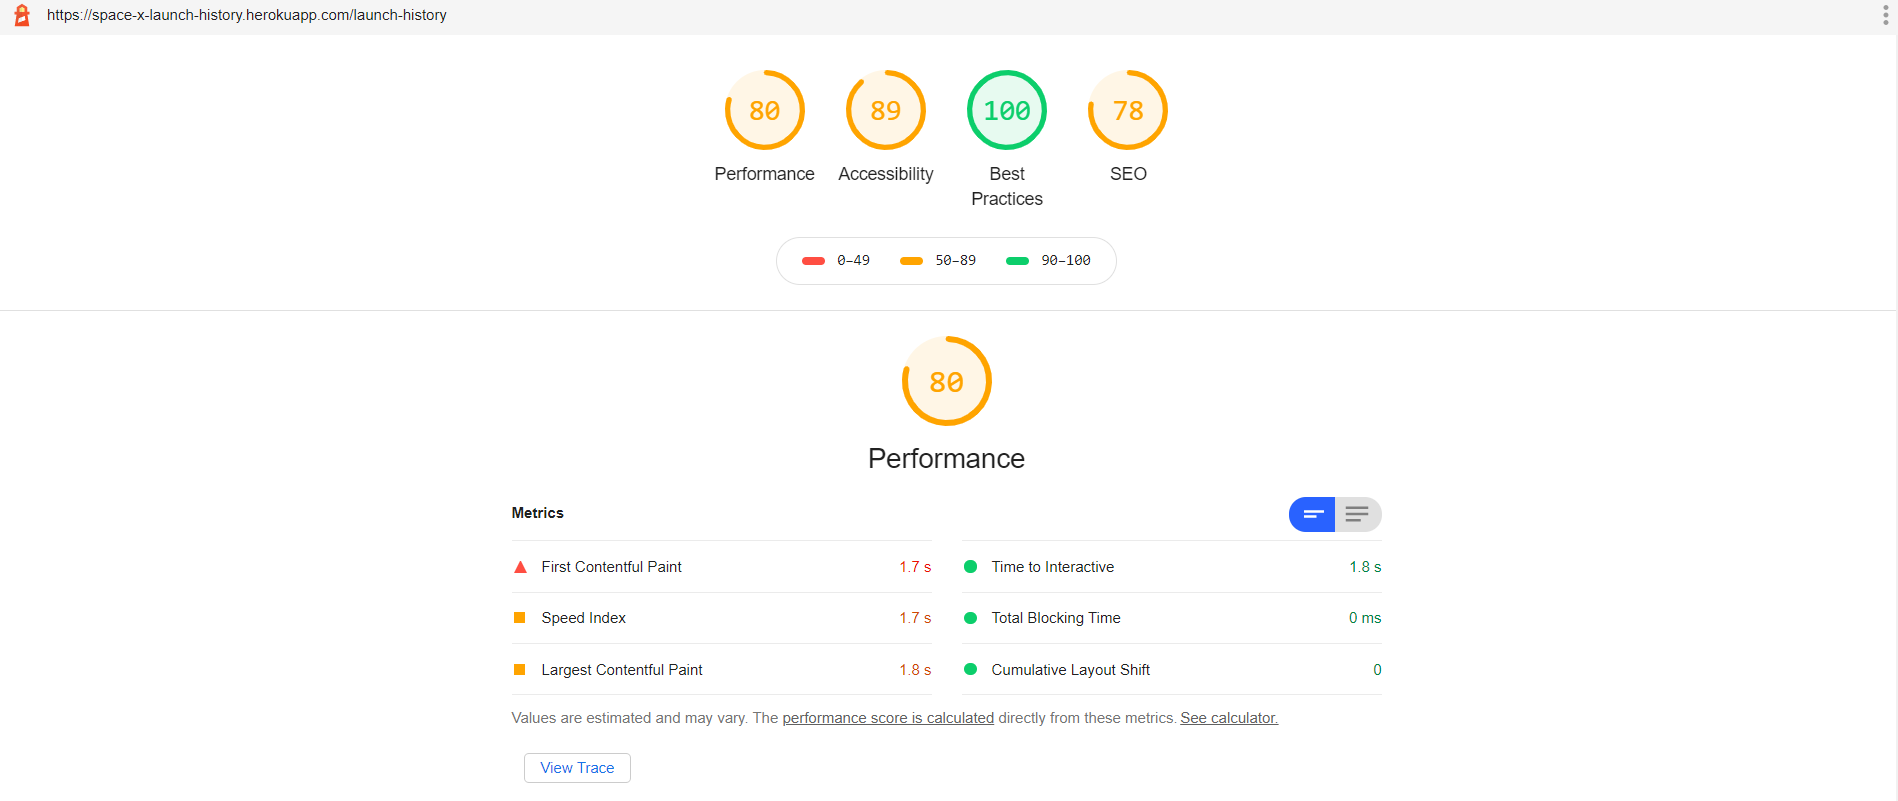 https://space-x-launch-history.herokuapp.com/launch-history
80 89 100 78
Performance Accessibility Best Practices SEO
0–49 50–89 90–100
80
Performance
Metrics
First Contentful Paint 1.7 s
Time to Interactive 1.8 s
Speed Index 1.7 s
Total Blocking Time 0 ms
Largest Contentful Paint 1.8 s
Cumulative Layout Shift 0
Values are estimated and may vary. The performance score is calculated directly from these metrics. See calculator.
View Trace